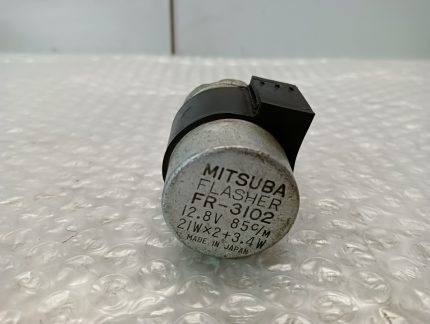 MITSUBA
FLASHER
FR-3102
12.8V 85c/M
21W×2+3.4W
MADE IN JAPAN